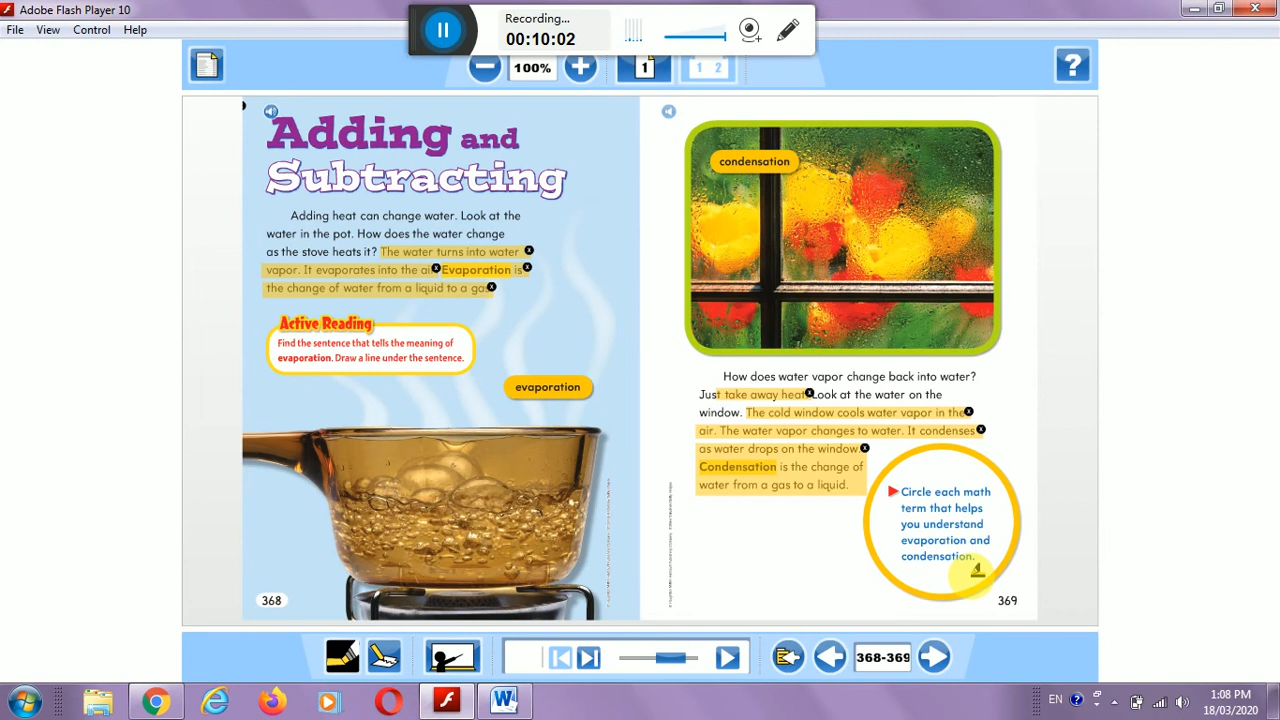 Adobe Flash Player 10
File View Control Help
Recording...
00:10:02
100%
1
1 2
?
Adding and
Subtracting
Adding heat can change water. Look at the
water in the pot. How does the water change
as the stove heats it? The water turns into water
vapor. It evaporates into the air Evaporation is
the change of water from a liquid to a gas
Active Reading
Find the sentence that tells the meaning of
evaporation. Draw a line under the sentence.
evaporation
368
condensation
How does water vapor change back into water?
Just take away heat Look at the water on the
window. The cold window cools water vapor in the
air. The water vapor changes to water. It condenses
as water drops on the window.
Condensation is the change of
water from a gas to a liquid.
Circle each math
term that helps
you understand
evaporation and
condensation.
369
368-369
EN
1:08 PM
18/03/2020